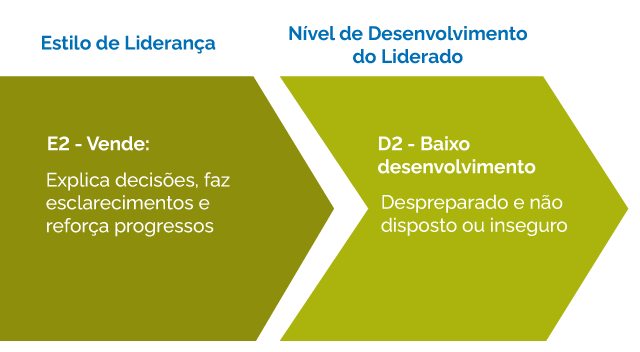 Estilo de Liderança
Nível de Desenvolvimento
do Liderado
E2 - Vende:
Explica decisões, faz
esclarecimentos e
reforça progressos
D2 - Baixo
desenvolvimento
Despreparado e não
disposto ou inseguro